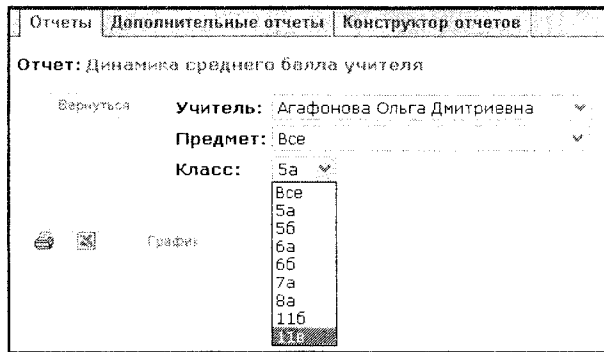 Отчеты Дополнительные отчеты Конструктор отчетов
Отчет: Динамика среднего балла учителя
Вернуться Учитель: Агафонова Ольга Дмитриевна
Предмет: Все
Класс: 5а
Все
5а
5б
6а
6б
График
7а
8а
11б
11в